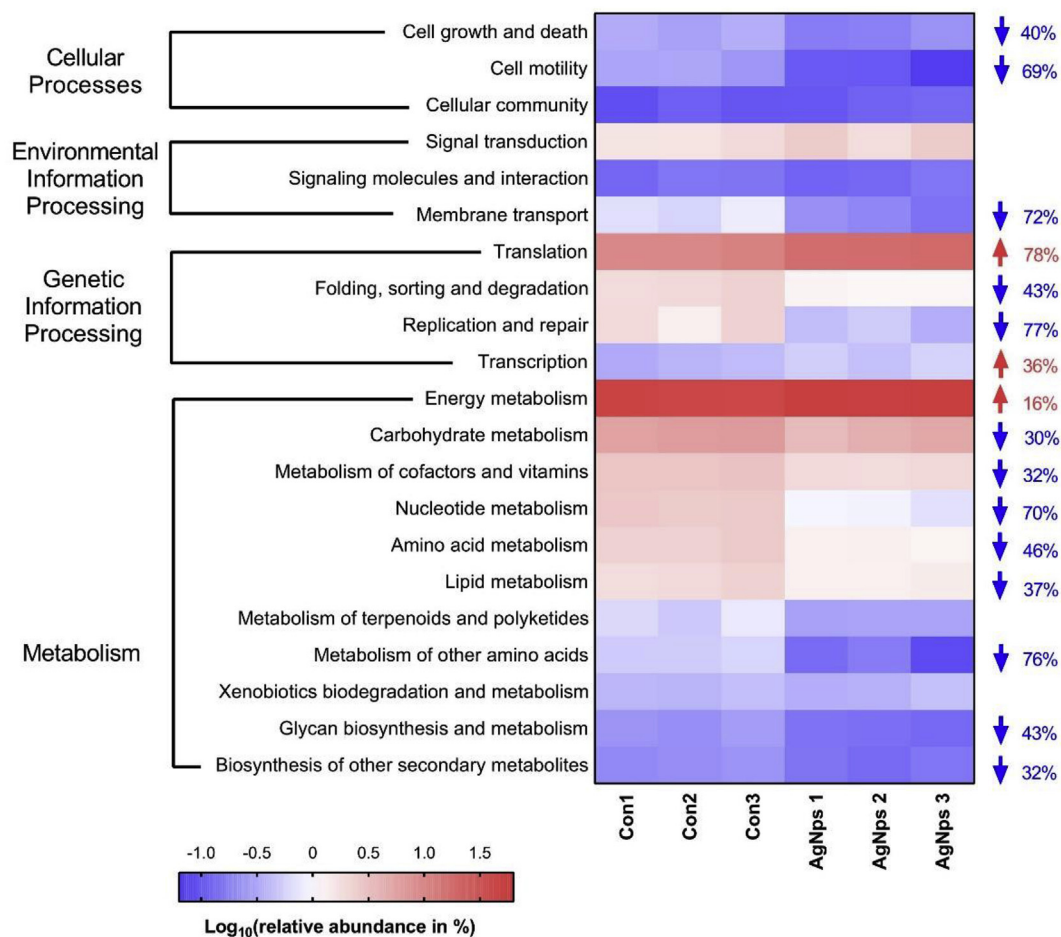 Cellular
Processes
Cell growth and death
40%
Cell motility
69%
Cellular community
Environmental
Information
Processing
Signal transduction
Signaling molecules and interaction
Membrane transport
72%
Genetic
Information
Processing
Translation
78%
Folding, sorting and degradation
43%
Replication and repair
77%
Transcription
36%
Metabolism
Energy metabolism
16%
Carbohydrate metabolism
30%
Metabolism of cofactors and vitamins
32%
Nucleotide metabolism
70%
Amino acid metabolism
46%
Lipid metabolism
37%
Metabolism of terpenoids and polyketides
Metabolism of other amino acids
76%
Xenobiotics biodegradation and metabolism
Glycan biosynthesis and metabolism
43%
Biosynthesis of other secondary metabolites
32%
Con1
Con2
Con3
AgNps 1
AgNps 2
AgNps 3
-1.0 -0.5 0 0.5 1.0 1.5
Log₁₀(relative abundance in %)